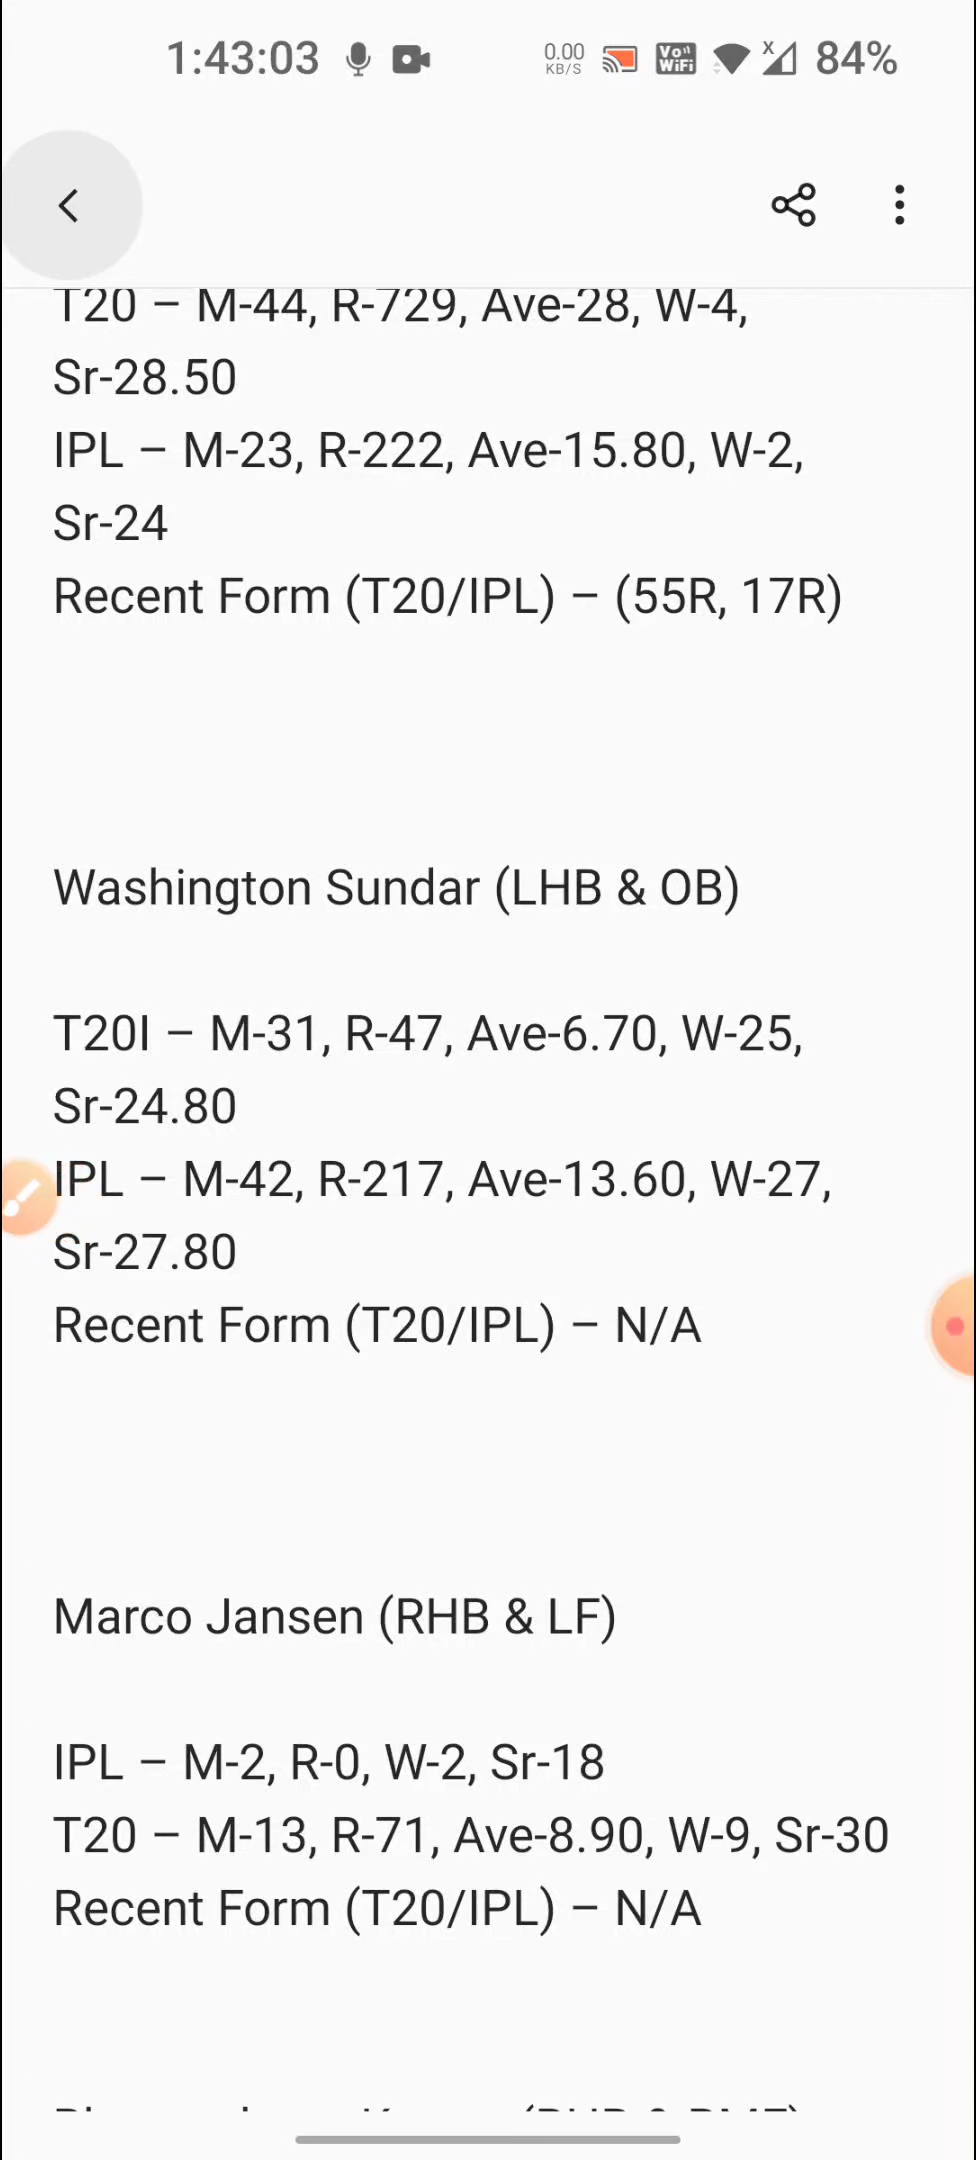 1:43:03 0.00 KB/S Vo WiFi X 84%
T20 – M-44, R-729, Ave-28, W-4,
Sr-28.50
IPL – M-23, R-222, Ave-15.80, W-2,
Sr-24
Recent Form (T20/IPL) – (55R, 17R)
Washington Sundar (LHB & OB)
T20I – M-31, R-47, Ave-6.70, W-25,
Sr-24.80
IPL – M-42, R-217, Ave-13.60, W-27,
Sr-27.80
Recent Form (T20/IPL) – N/A
Marco Jansen (RHB & LF)
IPL – M-2, R-0, W-2, Sr-18
T20 – M-13, R-71, Ave-8.90, W-9, Sr-30
Recent Form (T20/IPL) – N/A